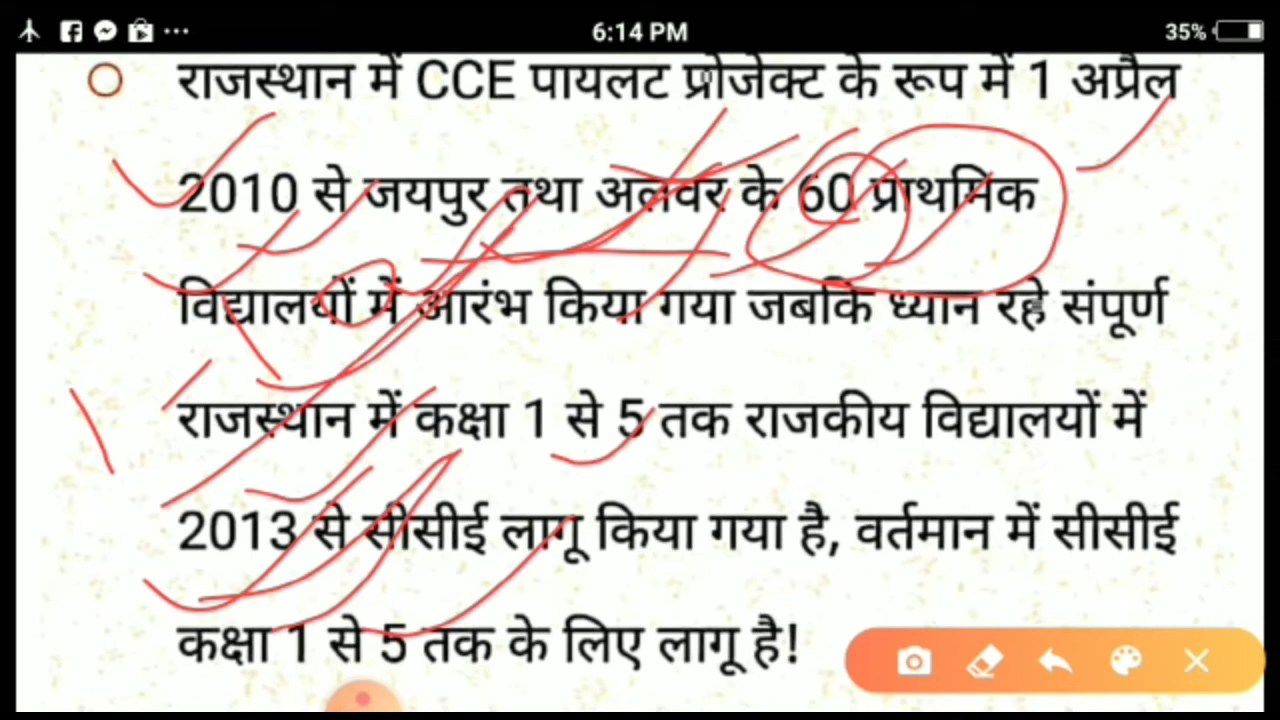 6:14 PM 35%
राजस्थान में CCE पायलट प्रोजेक्ट के रूप में 1 अप्रैल
2010 से जयपुर तथा अलवर के 60 प्राथमिक
विद्यालयों में आरंभ किया गया जबकि ध्यान रहे संपूर्ण
राजस्थान में कक्षा 1 से 5 तक राजकीय विद्यालयों में
2013 से सीसीई लागू किया गया है, वर्तमान में सीसीई
कक्षा 1 से 5 तक के लिए लागू है!